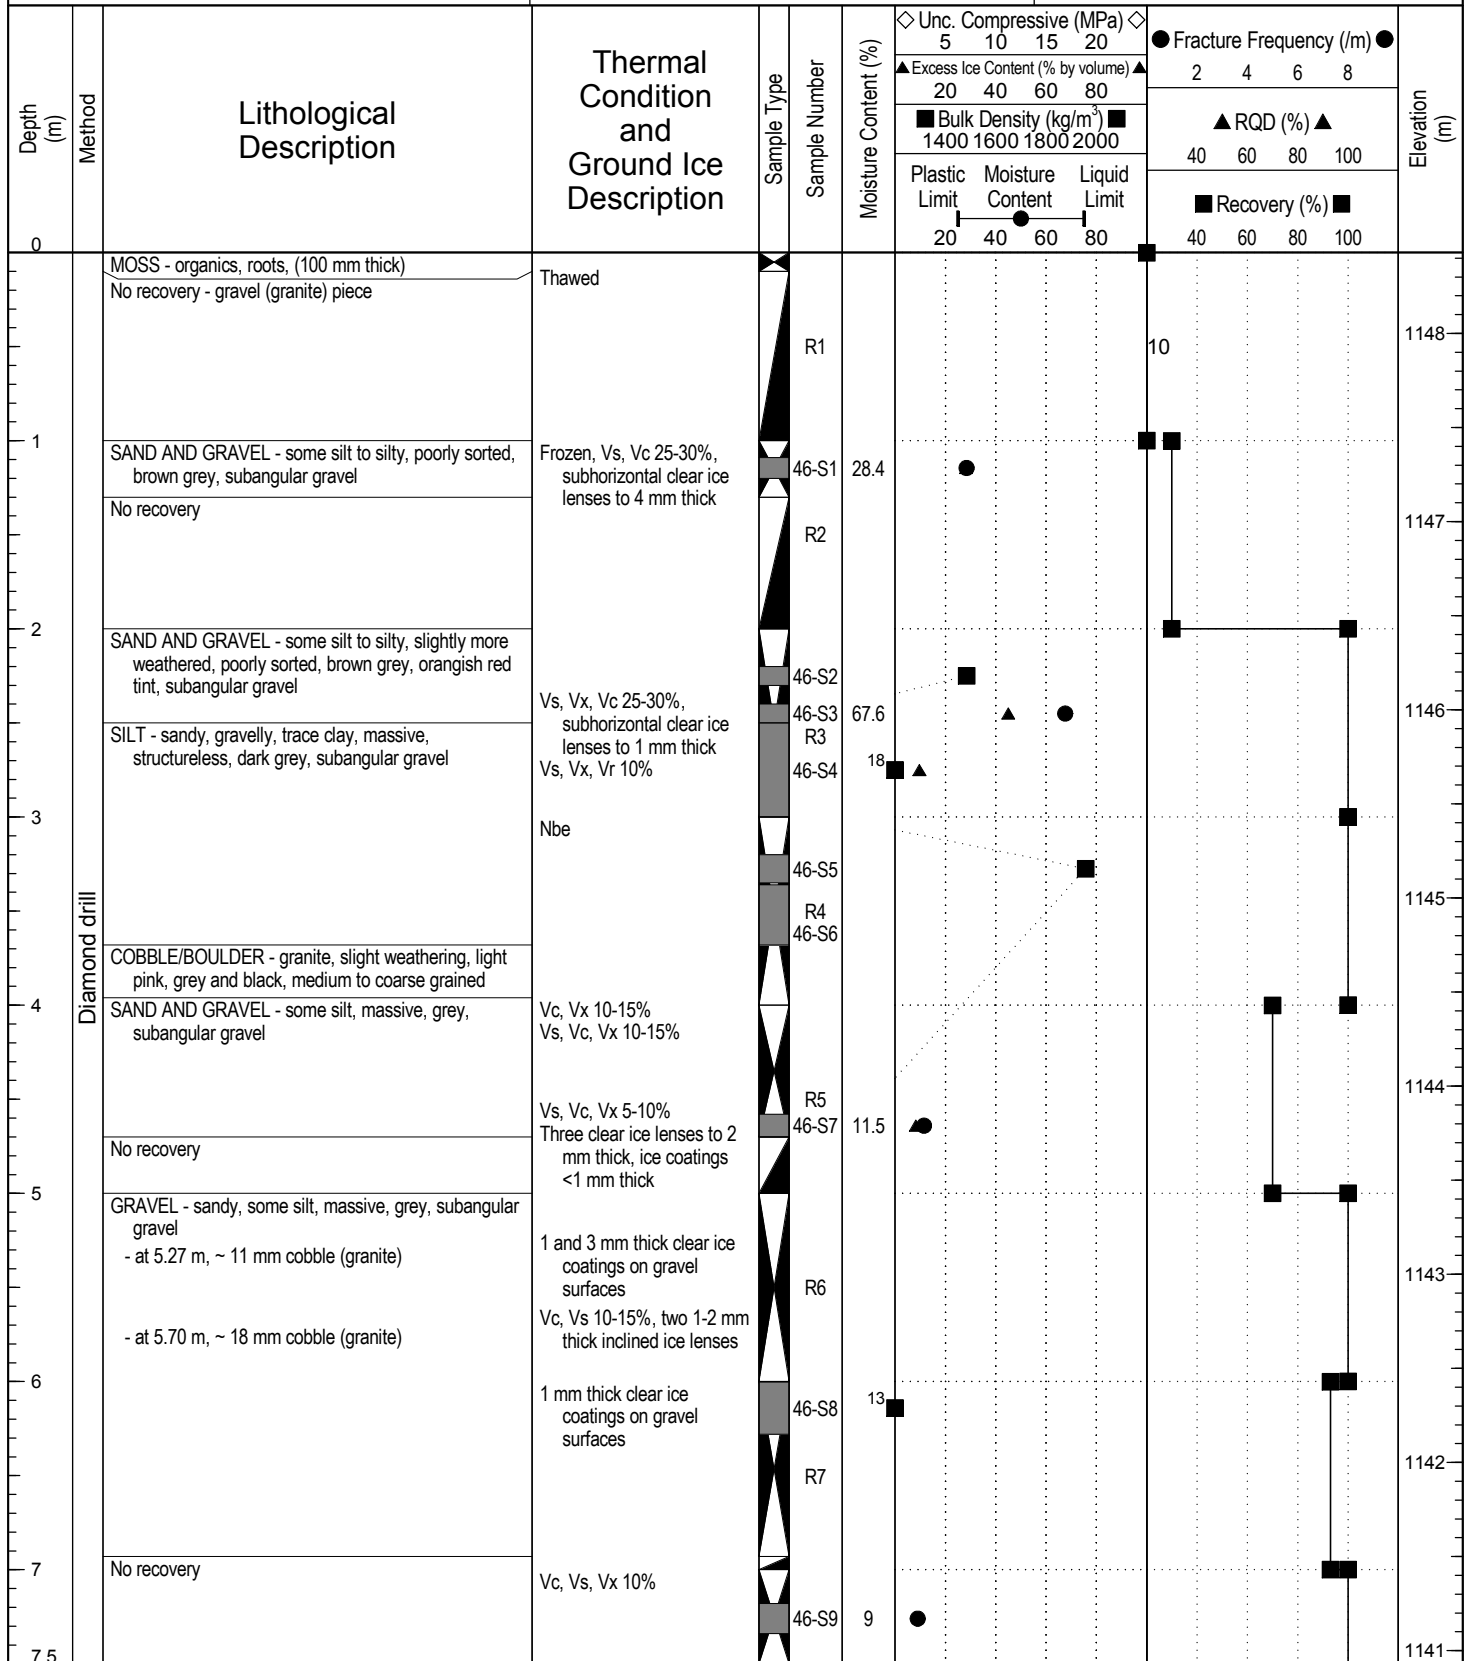 Depth
(m)
Method
Lithological
Description
Thermal
Condition
and
Ground Ice
Description
Sample Type
Sample Number
Moisture Content (%)
◇ Unc. Compressive (MPa) ◇
5 10 15 20
▲ Excess Ice Content (% by volume) ▲
20 40 60 80
■ Bulk Density (kg/m³) ■
1400 1600 1800 2000
Plastic Moisture Liquid
Limit Content Limit
20 40 60 80
● Fracture Frequency (/m) ●
2 4 6 8
▲ RQD (%) ▲
40 60 80 100
■ Recovery (%) ■
40 60 80 100
Elevation
(m)
0
Diamond drill
MOSS - organics, roots, (100 mm thick)
Thawed
No recovery - gravel (granite) piece
1148
R1
10
1
SAND AND GRAVEL - some silt to silty, poorly sorted,
brown grey, subangular gravel
Frozen, Vs, Vc 25-30%,
subhorizontal clear ice
lenses to 4 mm thick
46-S1 28.4
No recovery
1147
R2
2
SAND AND GRAVEL - some silt to silty, slightly more
weathered, poorly sorted, brown grey, orangish red
tint, subangular gravel
46-S2
Vs, Vx, Vc 25-30%,
subhorizontal clear ice
lenses to 1 mm thick
46-S3 67.6
1146
SILT - sandy, gravelly, trace clay, massive,
structureless, dark grey, subangular gravel
R3
Vs, Vx, Vr 10%
46-S4
18
3
Nbe
46-S5
1145
R4
46-S6
COBBLE/BOULDER - granite, slight weathering, light
pink, grey and black, medium to coarse grained
4
SAND AND GRAVEL - some silt, massive, grey,
subangular gravel
Vc, Vx 10-15%
Vs, Vc, Vx 10-15%
1144
R5
Vs, Vc, Vx 5-10%
Three clear ice lenses to 2
mm thick, ice coatings
<1 mm thick
46-S7 11.5
No recovery
5
GRAVEL - sandy, some silt, massive, grey, subangular
gravel
- at 5.27 m, ~ 11 mm cobble (granite)
1 and 3 mm thick clear ice
coatings on gravel
surfaces
1143
R6
Vc, Vs 10-15%, two 1-2 mm
thick inclined ice lenses
- at 5.70 m, ~ 18 mm cobble (granite)
6
1 mm thick clear ice
coatings on gravel
surfaces
46-S8
13
1142
R7
No recovery
7
Vc, Vs, Vx 10%
46-S9 9
1141
7.5